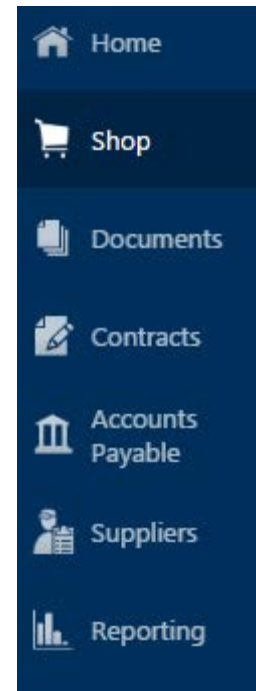 Home
Shop
Documents
Contracts
Accounts
Payable
Suppliers
Reporting